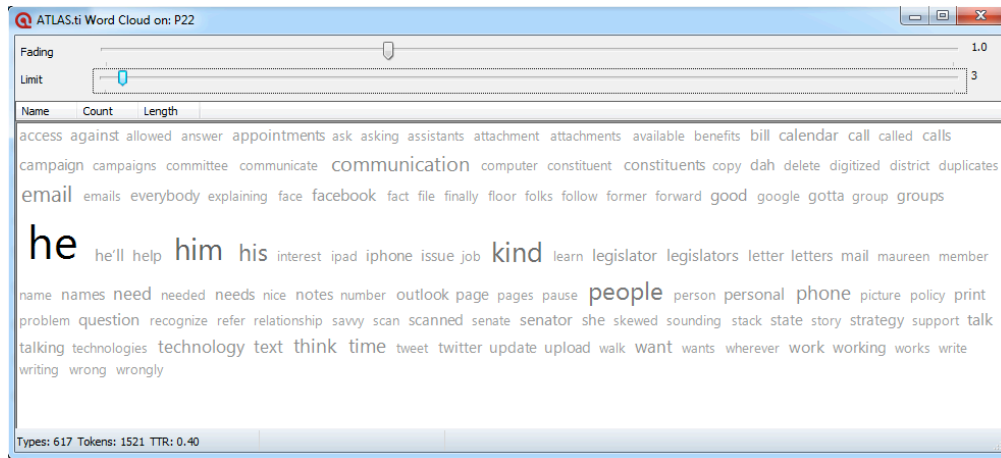 ATLAS.ti Word Cloud on: P22
Fading 1.0
Limit 3
Name Count Length
access against allowed answer appointments ask asking assistants attachment attachments available benefits bill calendar call called calls
campaign campaigns committee communicate communication computer constituent constituents copy dah delete digitized district duplicates
email emails everybody explaining face facebook fact file finally floor folks follow former forward good google gotta group groups
he he'll help him his interest ipad iphone issue job kind learn legislator legislators letter letters mail maureen member
name names need needed needs nice notes number outlook page pages pause people person personal phone picture policy print
problem question recognize refer relationship savvy scan scanned senate senator she skewed sounding stack state story strategy support talk
talking technologies technology text think time tweet twitter update upload walk want wants wherever work working works write
writing wrong wrongly
Types: 617 Tokens: 1521 TTR: 0.40